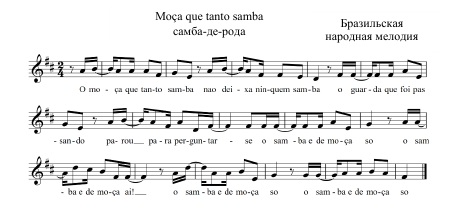 Moça que tanto samba
самба-де-рода
Бразильская
народная мелодия
O mo - ça que tan-to sam-ba nao dei - xa nin-quem sam-ba o guar-da que foi pas
- san-do pa-rou__ pa-ra per-gun-tar - se o sam-ba e de mo-ça so o sam
- ba e de mo-ça ai!__ o sam-ba e de mo-ça so o sam-ba e de mo-ça so